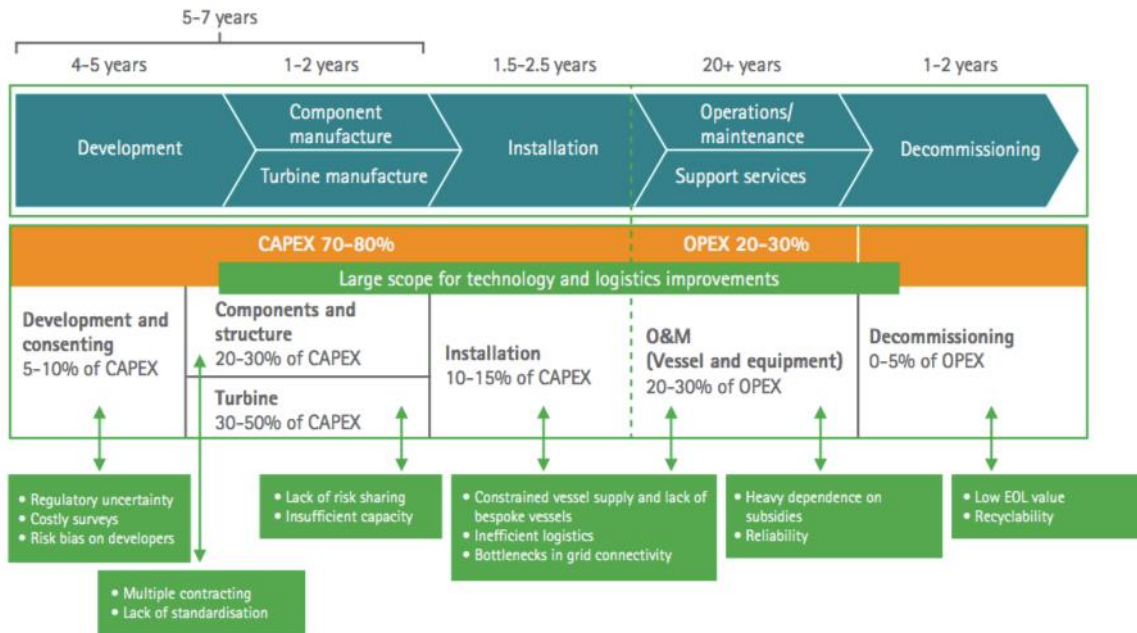 5-7 years
4-5 years
1-2 years
1.5-2.5 years
20+ years
1-2 years
Development
Component
manufacture
Turbine manufacture
Installation
Operations/
maintenance
Support services
Decommissioning
CAPEX 70-80%
OPEX 20-30%
Large scope for technology and logistics improvements
Development and
consenting
5-10% of CAPEX
Components and
structure
20-30% of CAPEX
Turbine
30-50% of CAPEX
Installation
10-15% of CAPEX
O&M
(Vessel and equipment)
20-30% of OPEX
Decommissioning
0-5% of OPEX
• Regulatory uncertainty
• Costly surveys
• Risk bias on developers
• Multiple contracting
• Lack of standardisation
• Lack of risk sharing
• Insufficient capacity
• Constrained vessel supply and lack of
bespoke vessels
• Inefficient logistics
• Bottlenecks in grid connectivity
• Heavy dependence on
subsidies
• Reliability
• Low EOL value
• Recyclability